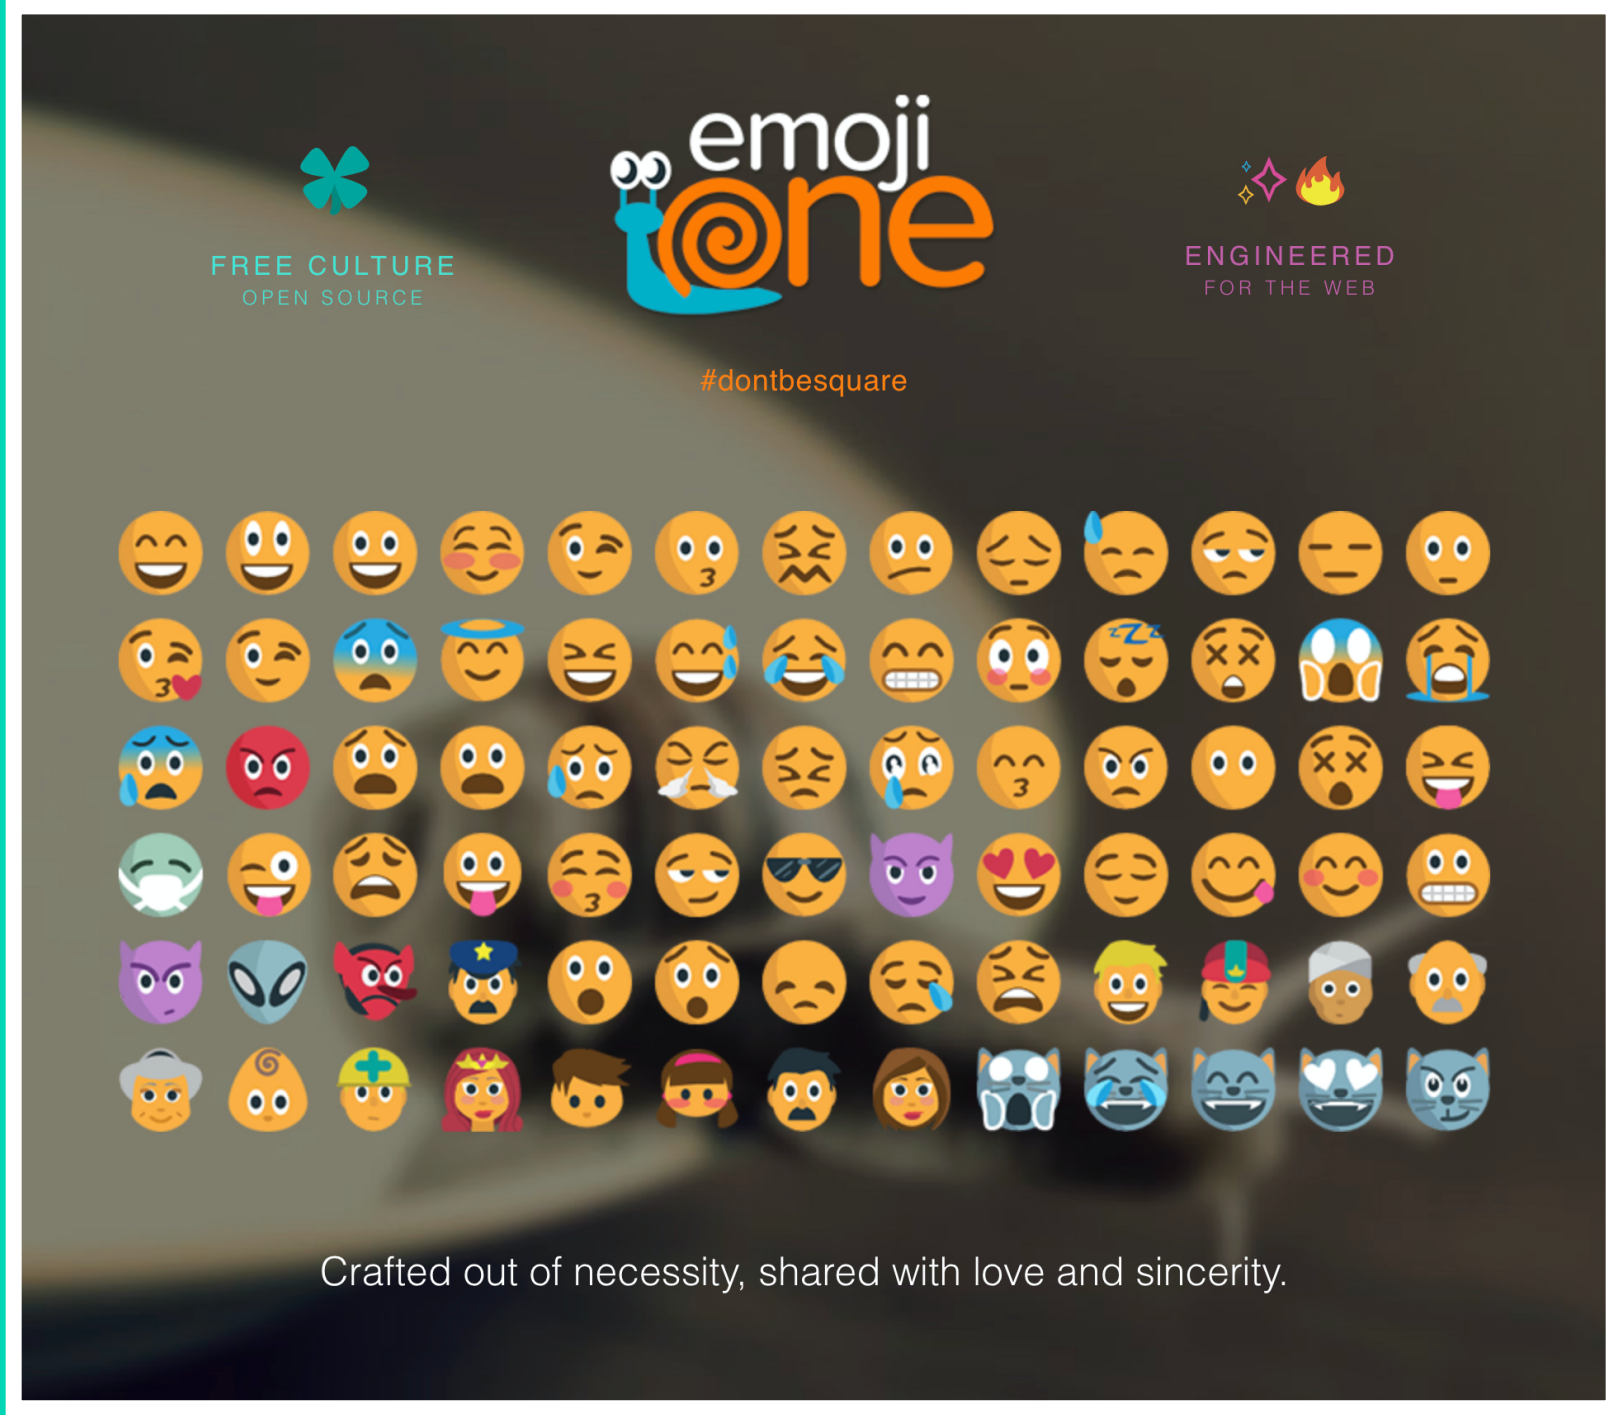 emoji
one
FREE CULTURE
OPEN SOURCE
ENGINEERED
FOR THE WEB
#dontbesquare
zZz
Crafted out of necessity, shared with love and sincerity.